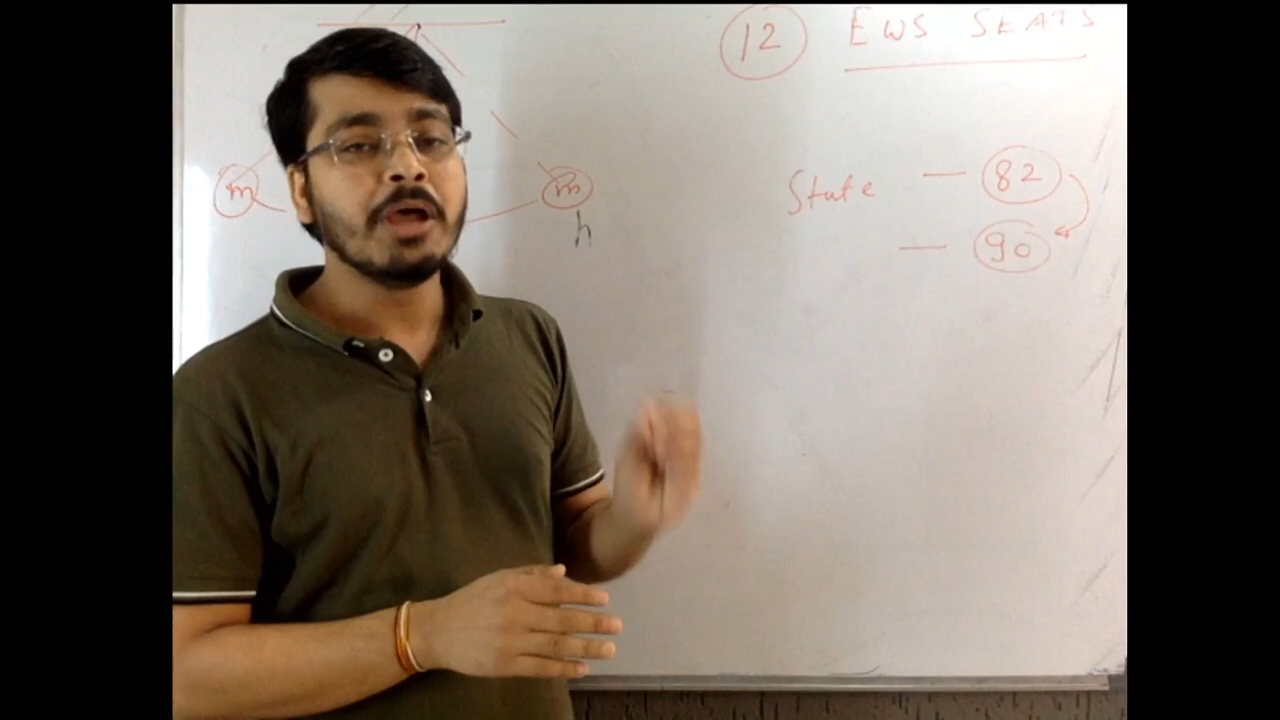 12 EWS SEATS
m m
h
State — 82
— 90